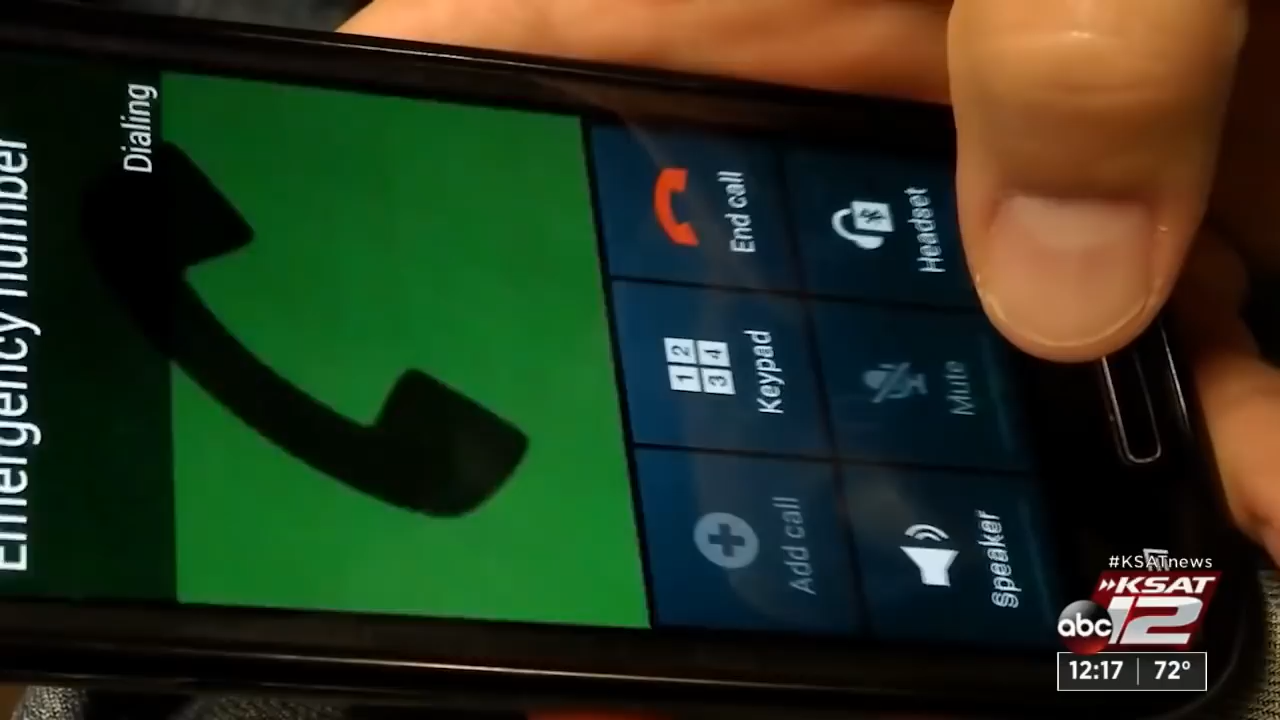 Emergency number
Dialing
Add call
Keypad
1 2
3 4
End call
Speaker
Mute
Headset
#KSATnews
KSAT
abc 12
12:17 72°